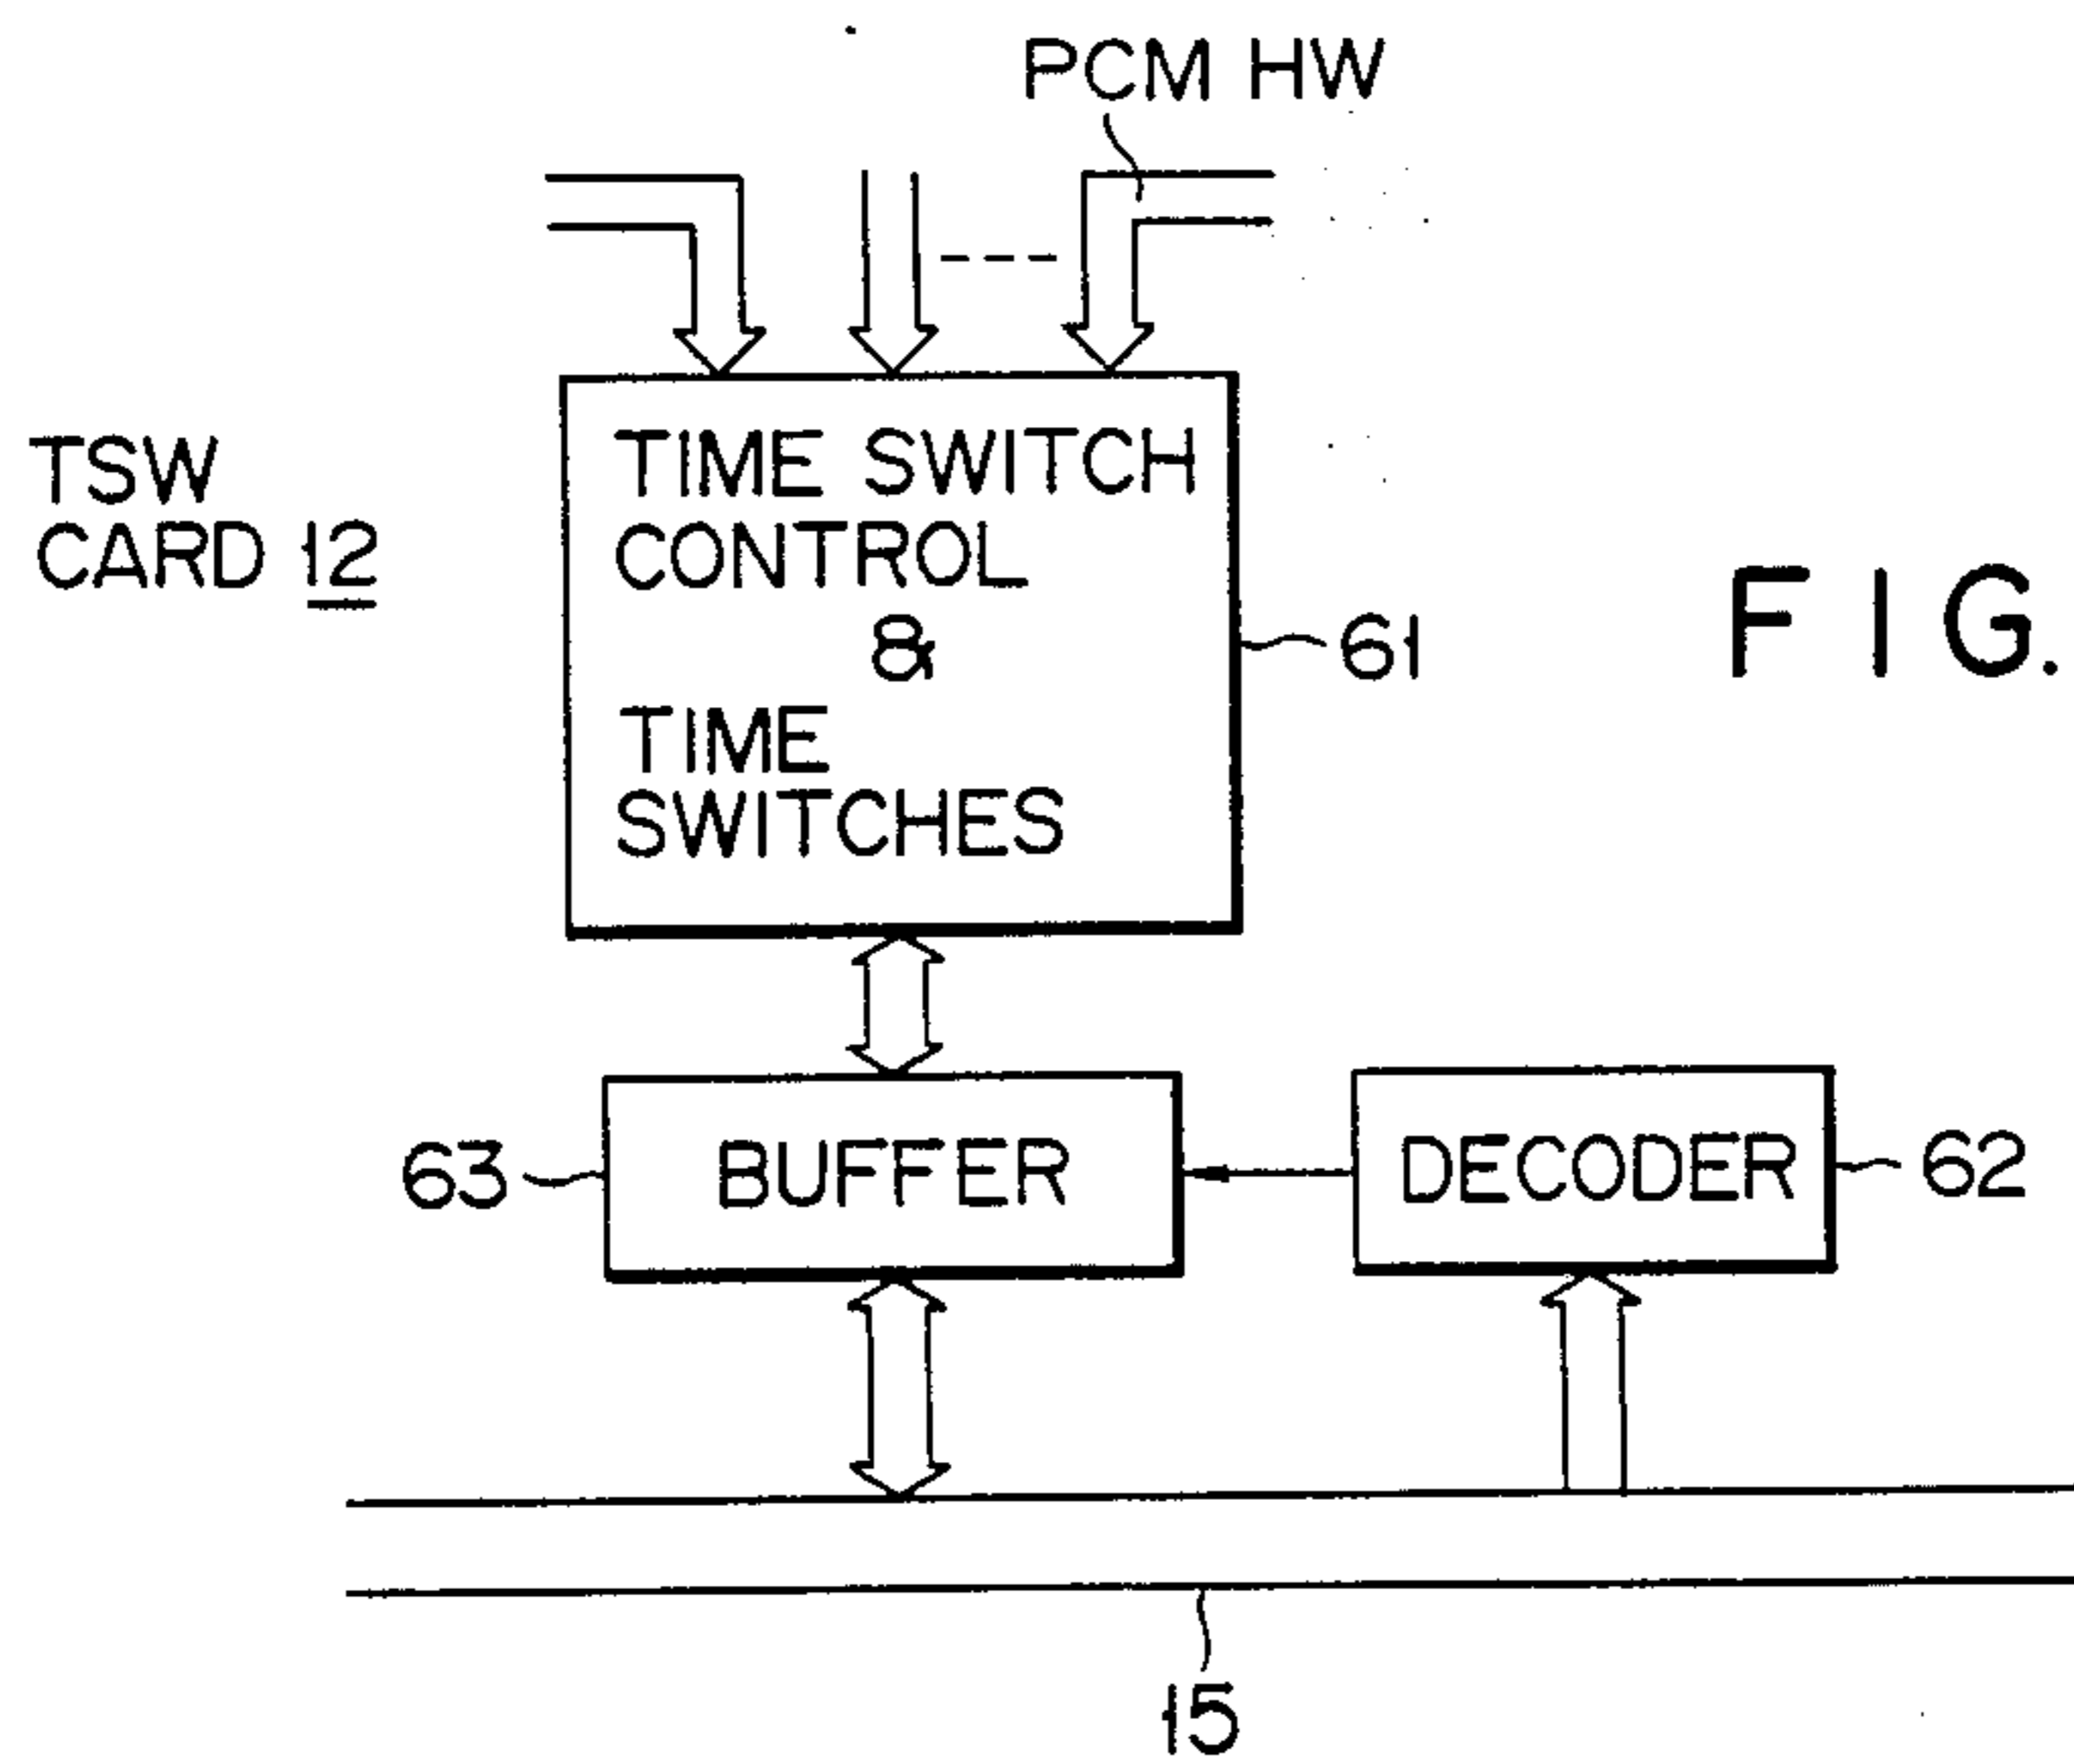 PCM HW
TSW
CARD 12
TIME SWITCH
CONTROL
&
TIME
SWITCHES
61
FIG.
63
BUFFER
DECODER
62
15